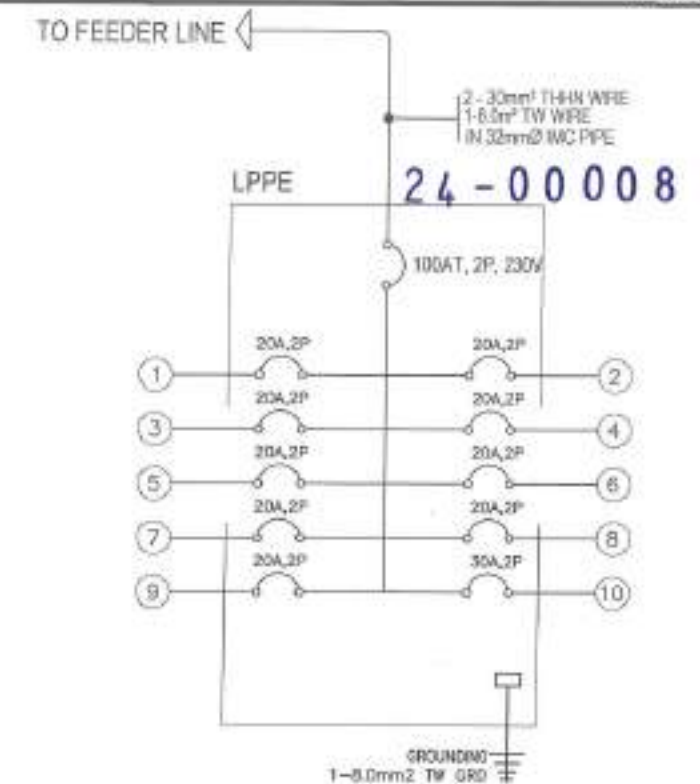 TO FEEDER LINE
2 - 30mm² THHN WIRE
1-8.0m² TW WIRE
IN 32mmØ IMC PIPE
LPPE
24-00008
100AT, 2P, 230V
20A,2P 20A,2P
1 2
20A,2P 20A,2P
3 4
20A,2P 20A,2P
5 6
20A,2P 20A,2P
7 8
20A,2P 30A,2P
9 10
GROUNDING
1-8.0mm2 TW GRD